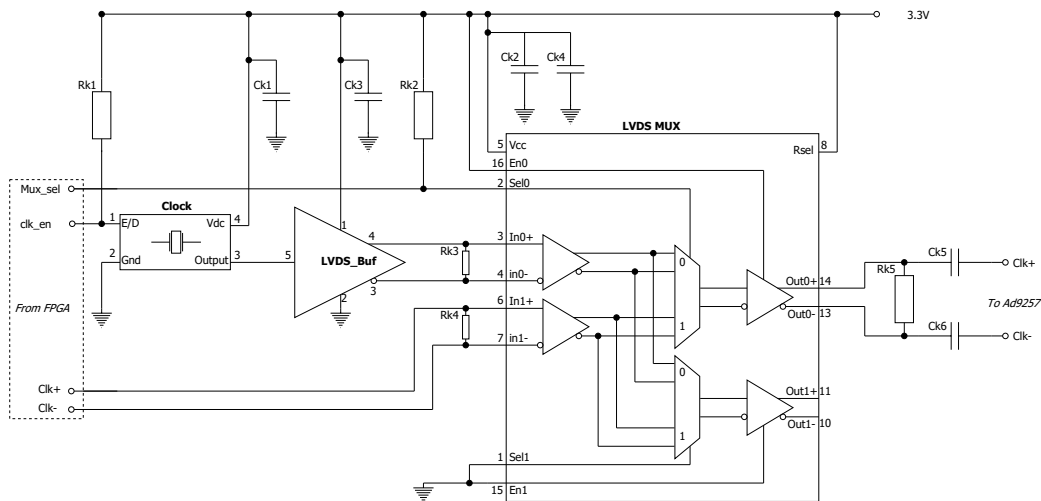 3.3V
Ck2
Ck4
Rk1
Ck1
Ck3
Rk2
LVDS MUX
5
Vcc
8
Rsel
16
En0
Mux_sel
2
Sel0
Clock
clk_en
1
E/D
Vdc
4
1
2
Gnd
Output
3
5
LVDS_Buf
4
3
2
Rk3
3
In0+
4
in0-
0
1
Out0+
14
Out0-
13
Ck5
Rk5
Ck6
Clk+
To Ad9257
Clk-
From FPGA
Rk4
6
In1+
7
in1-
0
1
Out1+
11
Out1-
10
Clk+
Clk-
1
Sel1
15
En1